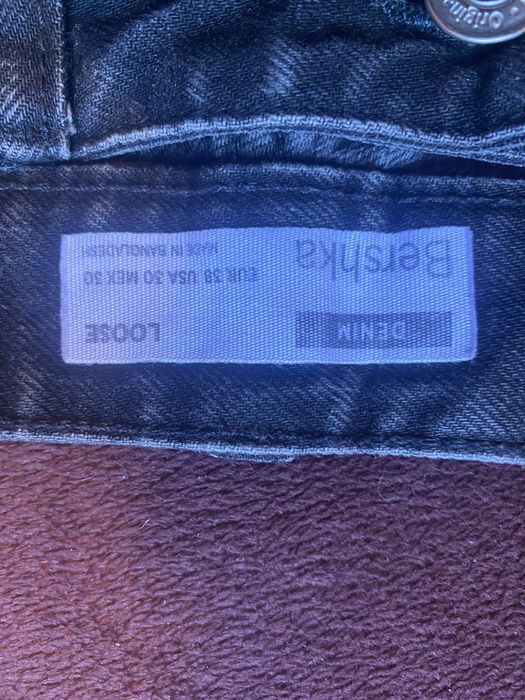 DENIM
LOOSE
Bershka
EUR 38 USA 30 MEX 30
MADE IN BANGLADESH